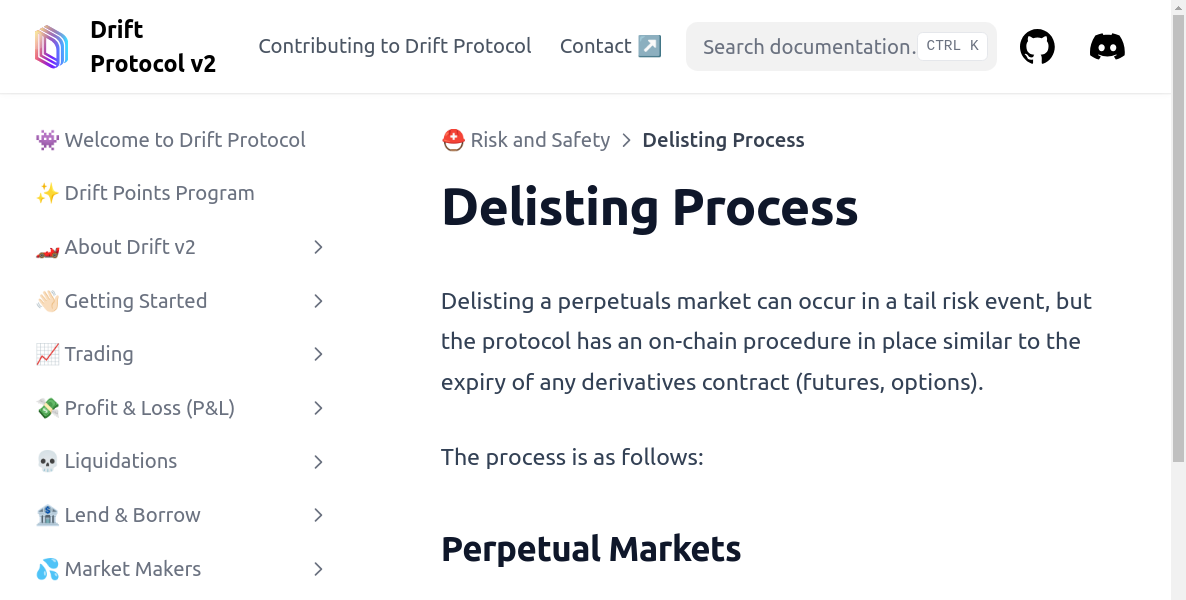 Drift
Protocol v2
Contributing to Drift Protocol
Contact ↗️
Search documentation.
CTRL K
👾 Welcome to Drift Protocol
✨ Drift Points Program
🏎️ About Drift v2
👋🏻 Getting Started
📈 Trading
💸 Profit & Loss (P&L)
💀 Liquidations
🏦 Lend & Borrow
💦 Market Makers
⛑️ Risk and Safety > Delisting Process
Delisting Process
Delisting a perpetuals market can occur in a tail risk event, but
the protocol has an on-chain procedure in place similar to the
expiry of any derivatives contract (futures, options).
The process is as follows:
Perpetual Markets